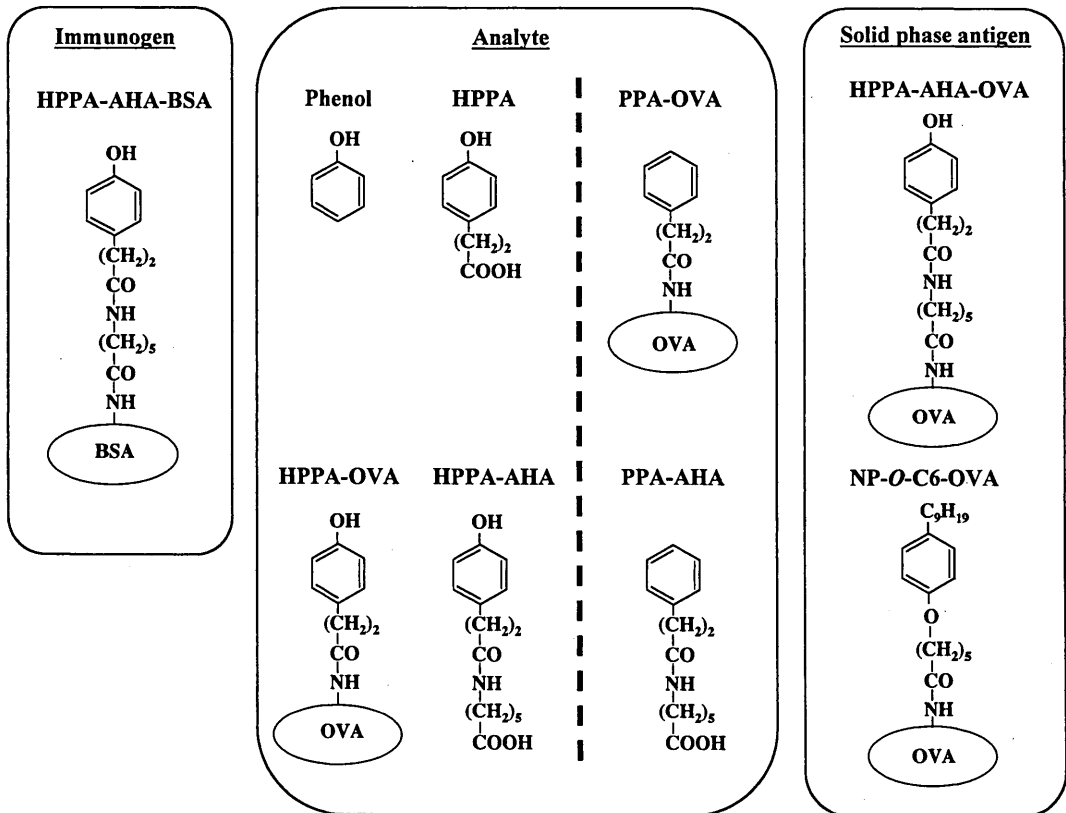 Immunogen
HPPA-AHA-BSA
OH
(CH₂)₂
CO
NH
(CH₂)₅
CO
NH
BSA
Analyte
Phenol
OH
HPPA
OH
(CH₂)₂
COOH
PPA-OVA
(CH₂)₂
CO
NH
OVA
HPPA-OVA
OH
(CH₂)₂
CO
NH
OVA
HPPA-AHA
OH
(CH₂)₂
CO
NH
(CH₂)₅
COOH
PPA-AHA
(CH₂)₂
CO
NH
(CH₂)₅
COOH
Solid phase antigen
HPPA-AHA-OVA
OH
(CH₂)₂
CO
NH
(CH₂)₅
CO
NH
OVA
NP-O-C6-OVA
C₉H₁₉
O
(CH₂)₅
CO
NH
OVA